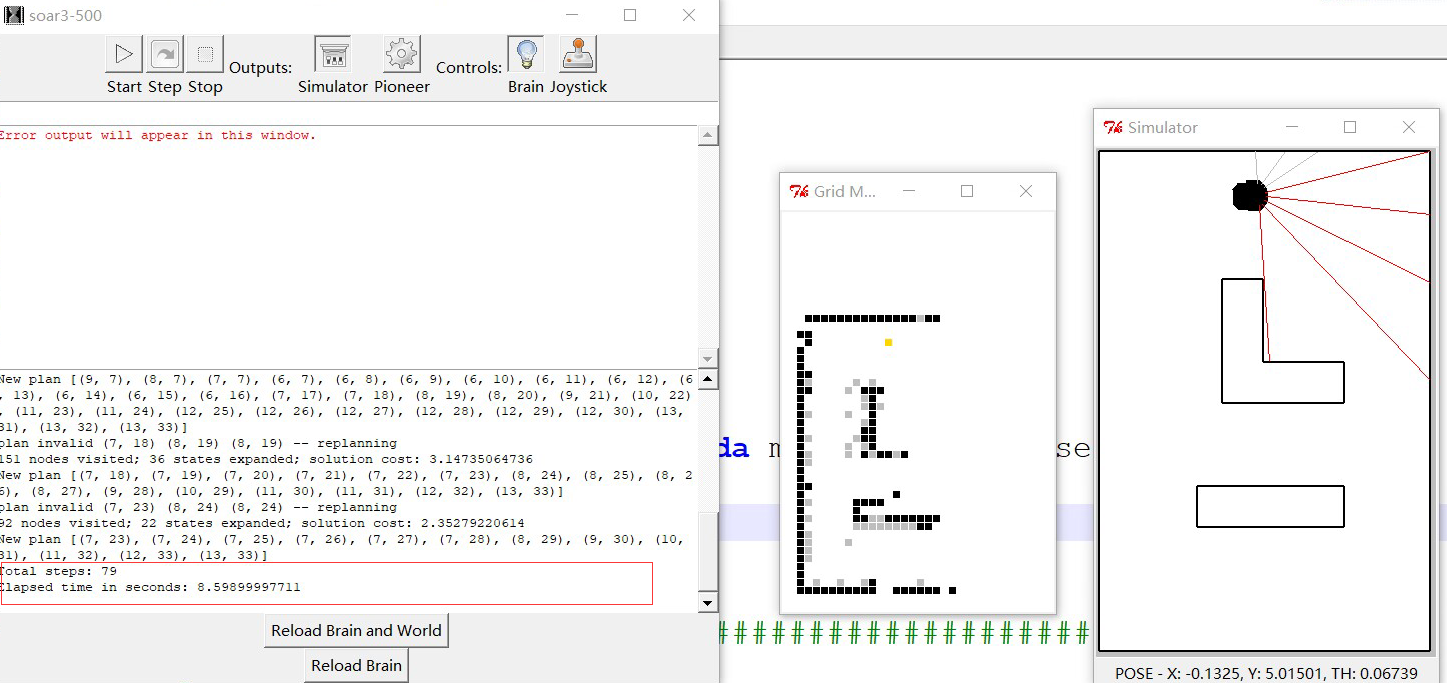 soar3-500
Outputs:
Controls:
Start Step Stop
Simulator Pioneer
Brain Joystick
Error output will appear in this window.
New plan [(9, 7), (8, 7), (7, 7), (6, 7), (6, 8), (6, 9), (6, 10), (6, 11), (6, 12), (6
, 13), (6, 14), (6, 15), (6, 16), (7, 17), (7, 18), (8, 19), (8, 20), (9, 21), (10, 22)
, (11, 23), (11, 24), (12, 25), (12, 26), (12, 27), (12, 28), (12, 29), (12, 30), (13,
31), (13, 32), (13, 33)]
plan invalid (7, 18) (8, 19) (8, 19) -- replanning
151 nodes visited; 36 states expanded; solution cost: 3.14735064736
New plan [(7, 18), (7, 19), (7, 20), (7, 21), (7, 22), (7, 23), (8, 24), (8, 25), (8, 2
6), (8, 27), (9, 28), (10, 29), (11, 30), (11, 31), (12, 32), (13, 33)]
plan invalid (7, 23) (8, 24) (8, 24) -- replanning
92 nodes visited; 22 states expanded; solution cost: 2.35279220614
New plan [(7, 23), (7, 24), (7, 25), (7, 26), (7, 27), (7, 28), (8, 29), (9, 30), (10,
31), (11, 32), (12, 33), (13, 33)]
Total steps: 79
Elapsed time in seconds: 8.59899997711
Reload Brain and World
Reload Brain
Grid M...
da m
se
###################
Simulator
POSE - X: -0.1325, Y: 5.01501, TH: 0.06739